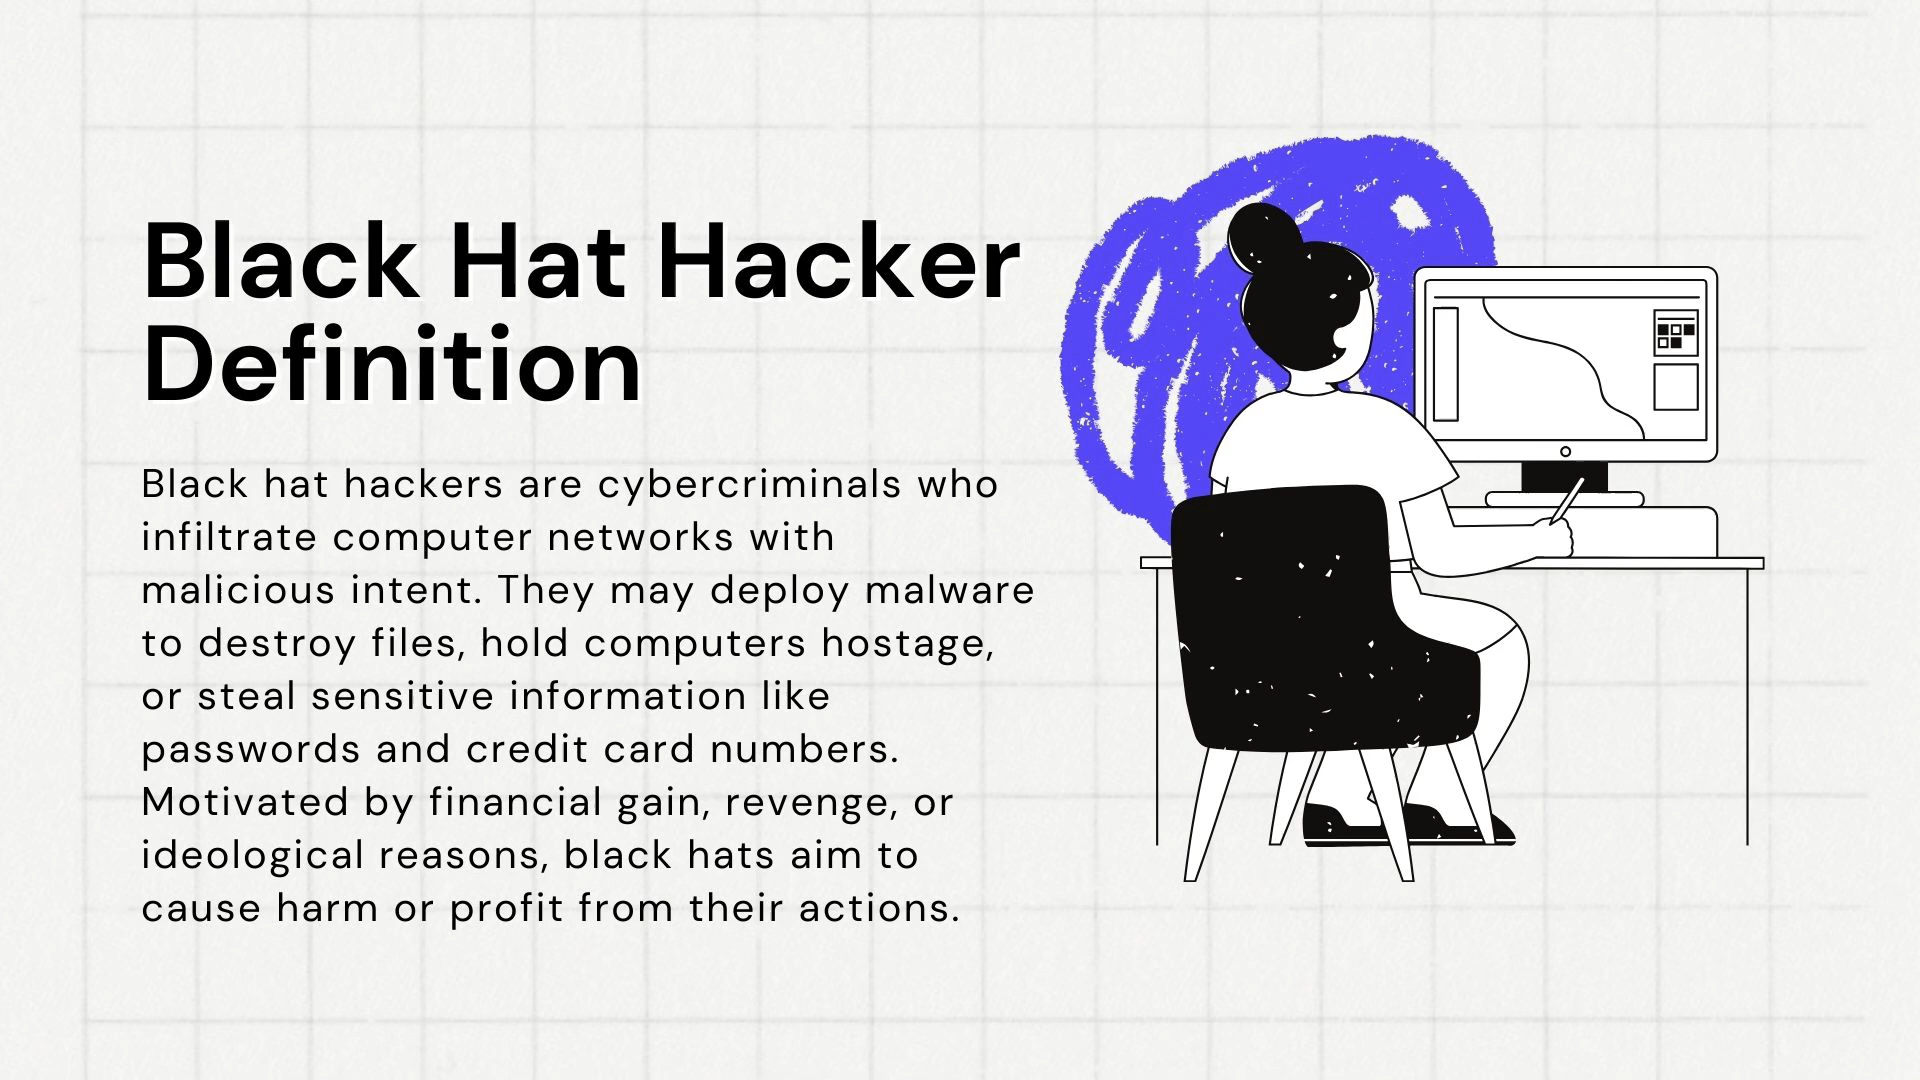 Black Hat Hacker
Definition
Black hat hackers are cybercriminals who
infiltrate computer networks with
malicious intent. They may deploy malware
to destroy files, hold computers hostage,
or steal sensitive information like
passwords and credit card numbers.
Motivated by financial gain, revenge, or
ideological reasons, black hats aim to
cause harm or profit from their actions.